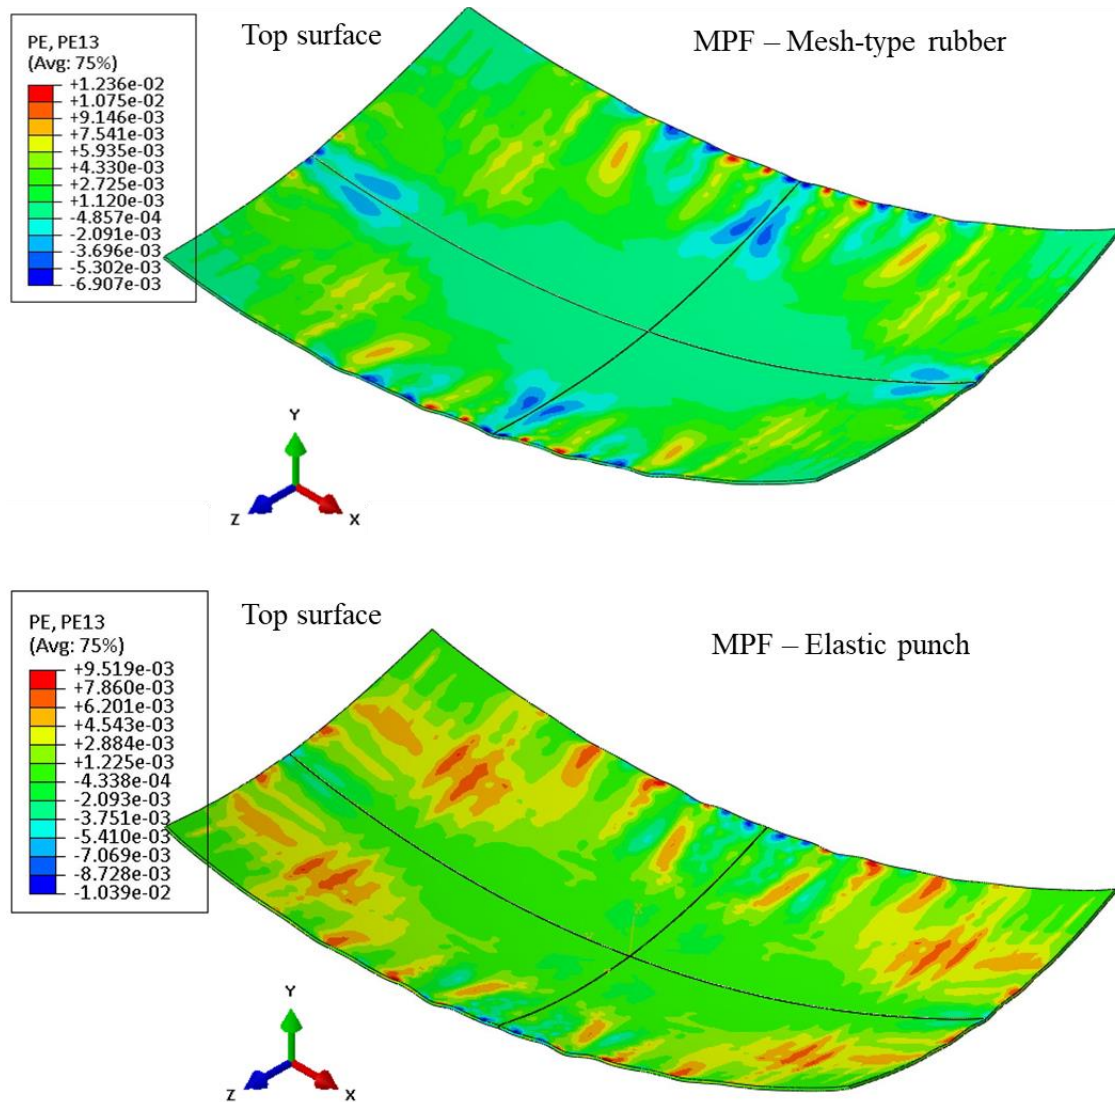 PE, PE13
(Avg: 75%)
+1.236e-02
+1.075e-02
+9.146e-03
+7.541e-03
+5.935e-03
+4.330e-03
+2.725e-03
+1.120e-03
-4.857e-04
-2.091e-03
-3.696e-03
-5.302e-03
-6.907e-03
Top surface
MPF – Mesh-type rubber
Y
Z
X
PE, PE13
(Avg: 75%)
+9.519e-03
+7.860e-03
+6.201e-03
+4.543e-03
+2.884e-03
+1.225e-03
-4.338e-04
-2.093e-03
-3.751e-03
-5.410e-03
-7.069e-03
-8.728e-03
-1.039e-02
Top surface
MPF – Elastic punch
X
Y
Z
X